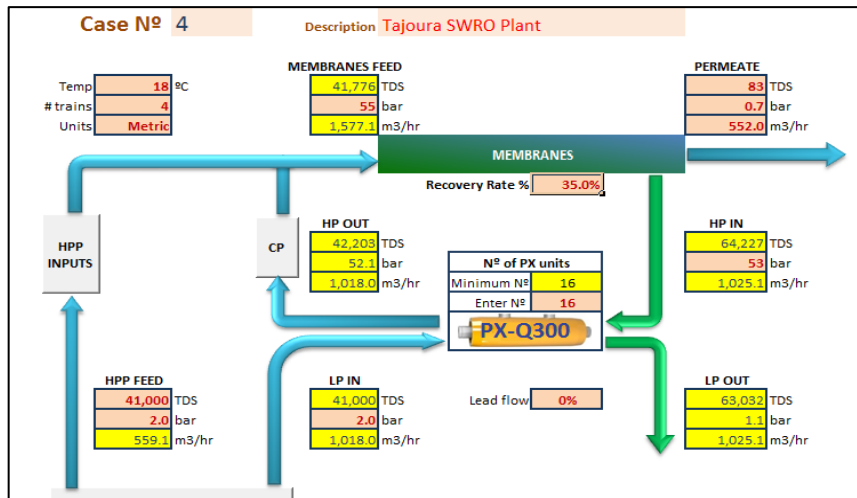 Case Nº 4 Description Tajoura SWRO Plant
MEMBRANES FEED PERMEATE
Temp 18 ºC 41,776 TDS 83 TDS
# trains 4 55 bar 0.7 bar
Units Metric 1,577.1 m3/hr 552.0 m3/hr
MEMBRANES
Recovery Rate % 35.0%
HPP INPUTS CP HP OUT HP IN
42,203 TDS 64,227 TDS
52.1 bar Nº of PX units 53 bar
1,018.0 m3/hr Minimum Nº 16 1,025.1 m3/hr
Enter Nº 16
PX-Q300
HPP FEED LP IN LP OUT
41,000 TDS 41,000 TDS Lead flow 0% 63,032 TDS
2.0 bar 2.0 bar 1.1 bar
559.1 m3/hr 1,018.0 m3/hr 1,025.1 m3/hr